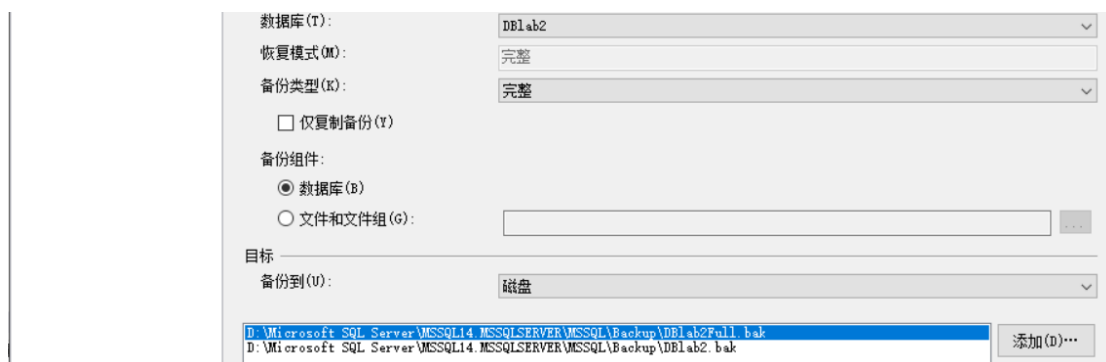 数据库(T):
DBlab2
恢复模式(M):
完整
备份类型(K):
完整
仅复制备份(Y)
备份组件:
数据库(B)
文件和文件组(G):
...
目标
备份到(U):
磁盘
D:\Microsoft SQL Server\MSSQL14.MSSQLSERVER\MSSQL\Backup\DBlab2Full.bak
D:\Microsoft SQL Server\MSSQL14.MSSQLSERVER\MSSQL\Backup\DBlab2.bak
添加(D)...